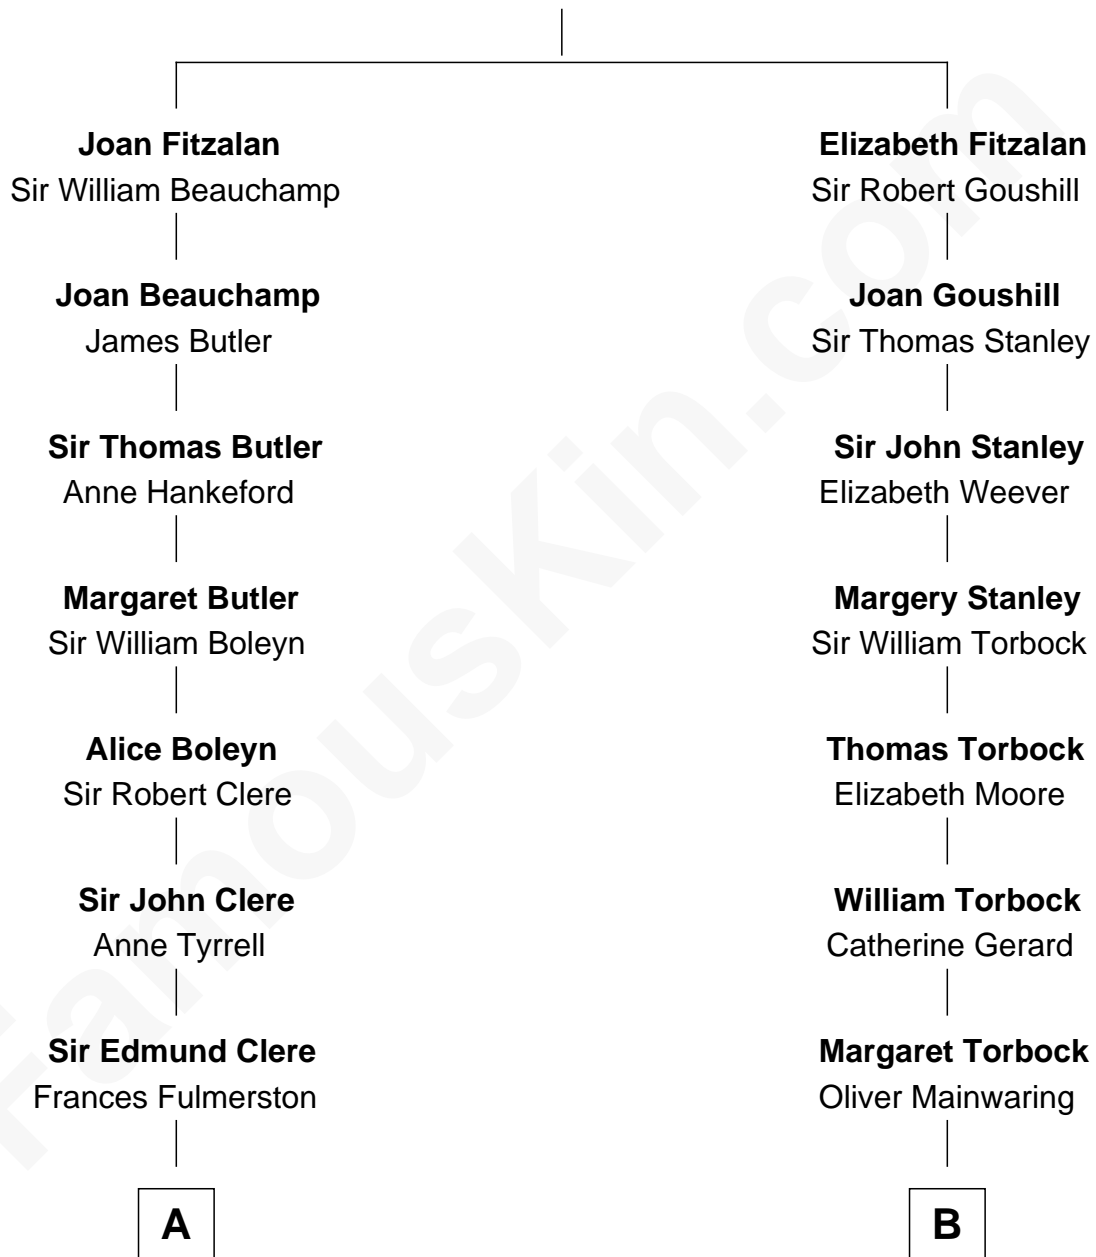 Joan Fitzalan
Sir William Beauchamp
Joan Beauchamp
James Butler
Sir Thomas Butler
Anne Hankeford
Margaret Butler
Sir William Boleyn
Alice Boleyn
Sir Robert Clere
Sir John Clere
Anne Tyrrell
Sir Edmund Clere
Frances Fulmerston
A
Elizabeth Fitzalan
Sir Robert Goushill
Joan Goushill
Sir Thomas Stanley
Sir John Stanley
Elizabeth Weever
Margery Stanley
Sir William Torbock
Thomas Torbock
Elizabeth Moore
William Torbock
Catherine Gerard
Margaret Torbock
Oliver Mainwaring
B
FamousKin.com